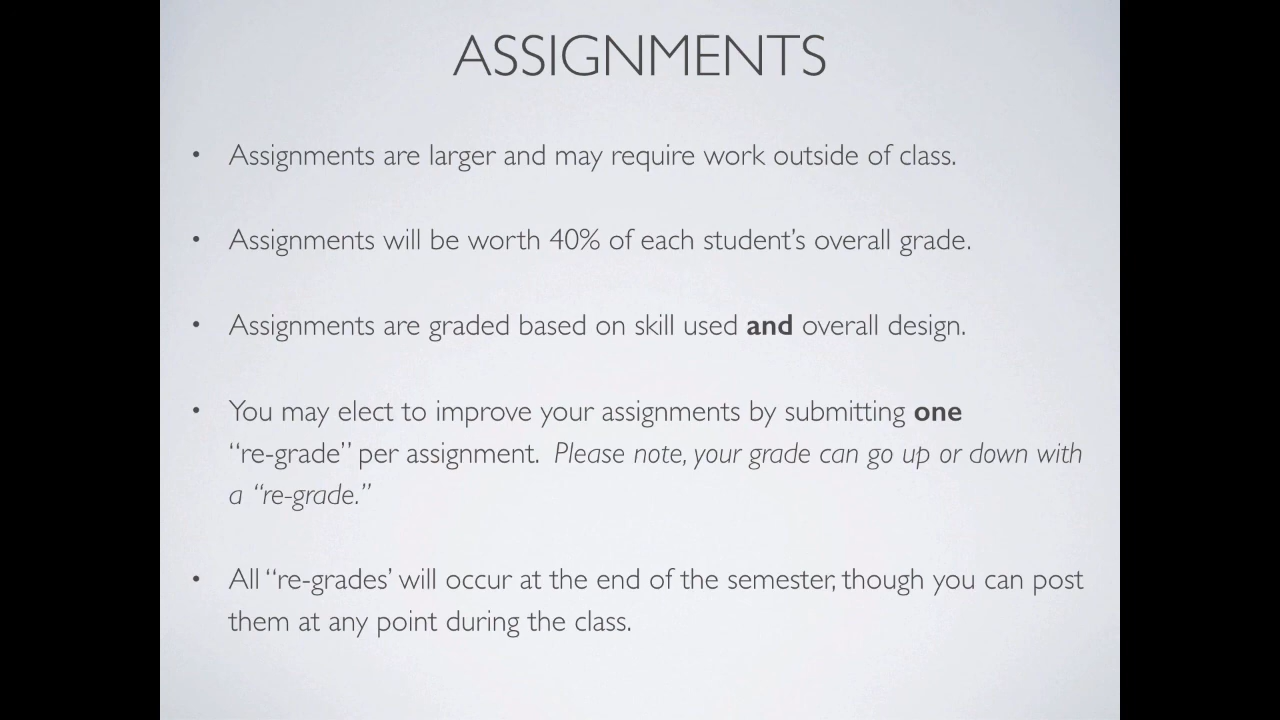 ASSIGNMENTS
• Assignments are larger and may require work outside of class.
• Assignments will be worth 40% of each student’s overall grade.
• Assignments are graded based on skill used and overall design.
• You may elect to improve your assignments by submitting one
“re-grade” per assignment. Please note, your grade can go up or down with
a “re-grade.”
• All “re-grades’ will occur at the end of the semester, though you can post
them at any point during the class.